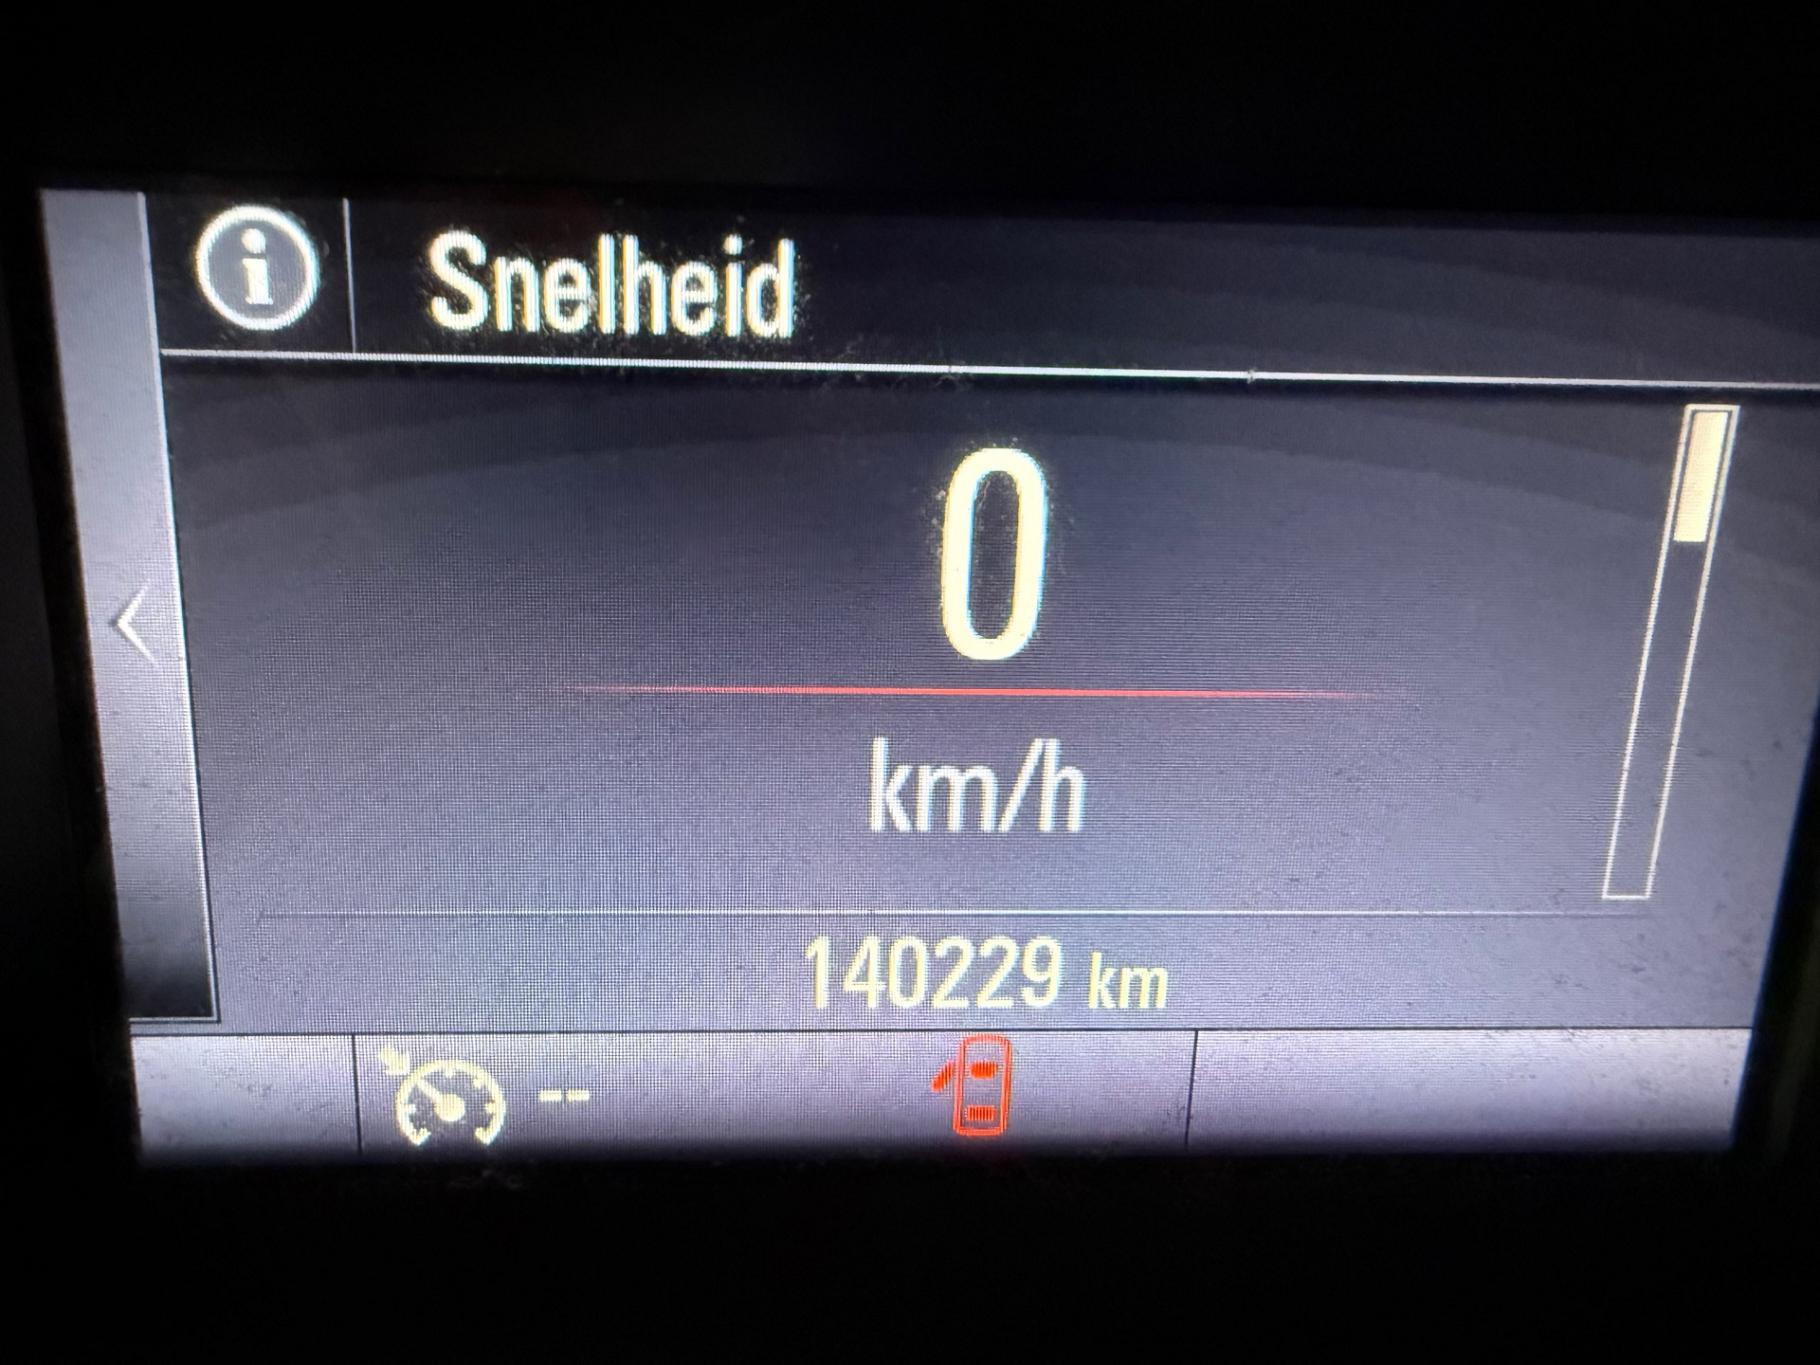 Snelheid
0
km/h
140229 km
--